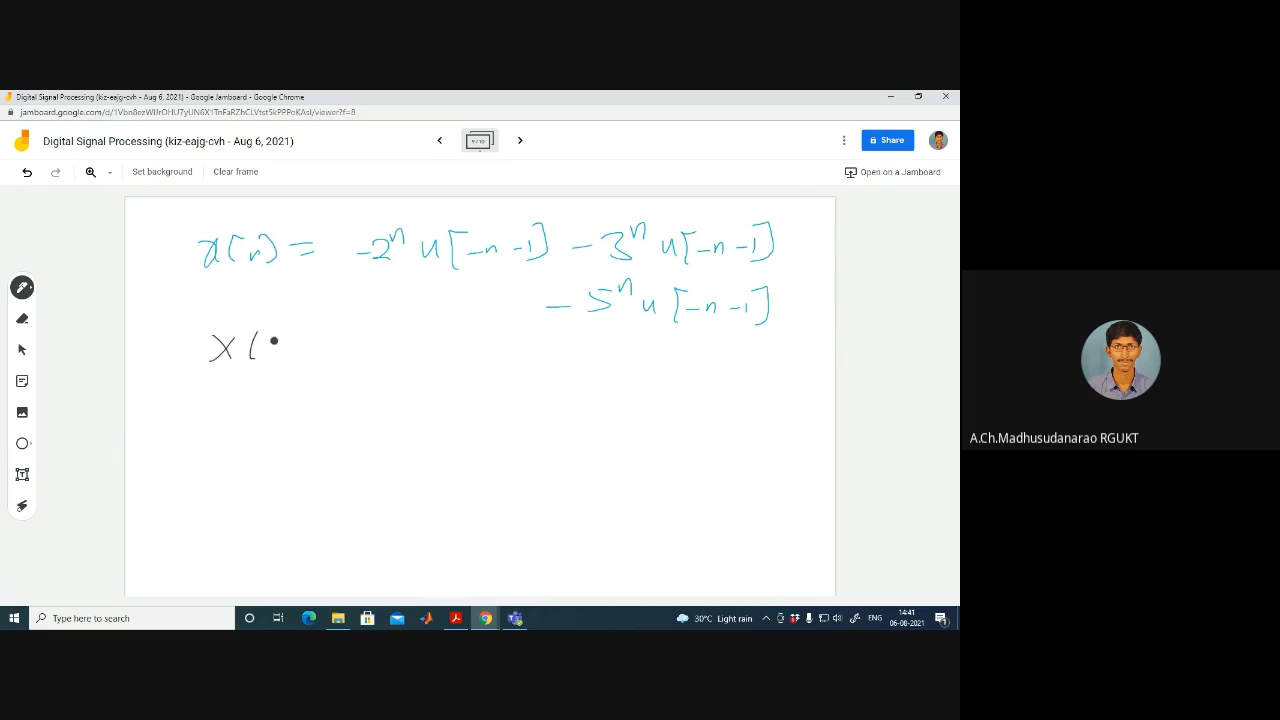 Digital Signal Processing (kiz-eajg-cvh - Aug 6, 2021) - Google Jamboard - Google Chrome
Digital Signal Processing (kiz-eajg-cvh - Aug 6, 2021)
9 / 10
Share
Set background
Clear frame
Open on a Jamboard
x[n] = -2^n u[-n-1] - 3^n u[-n-1]
- 5^n u[-n-1]
X(
A.Ch.Madhusudanarao RGUKT
Type here to search
30°C Light rain
ENG
14:41
06-08-2021